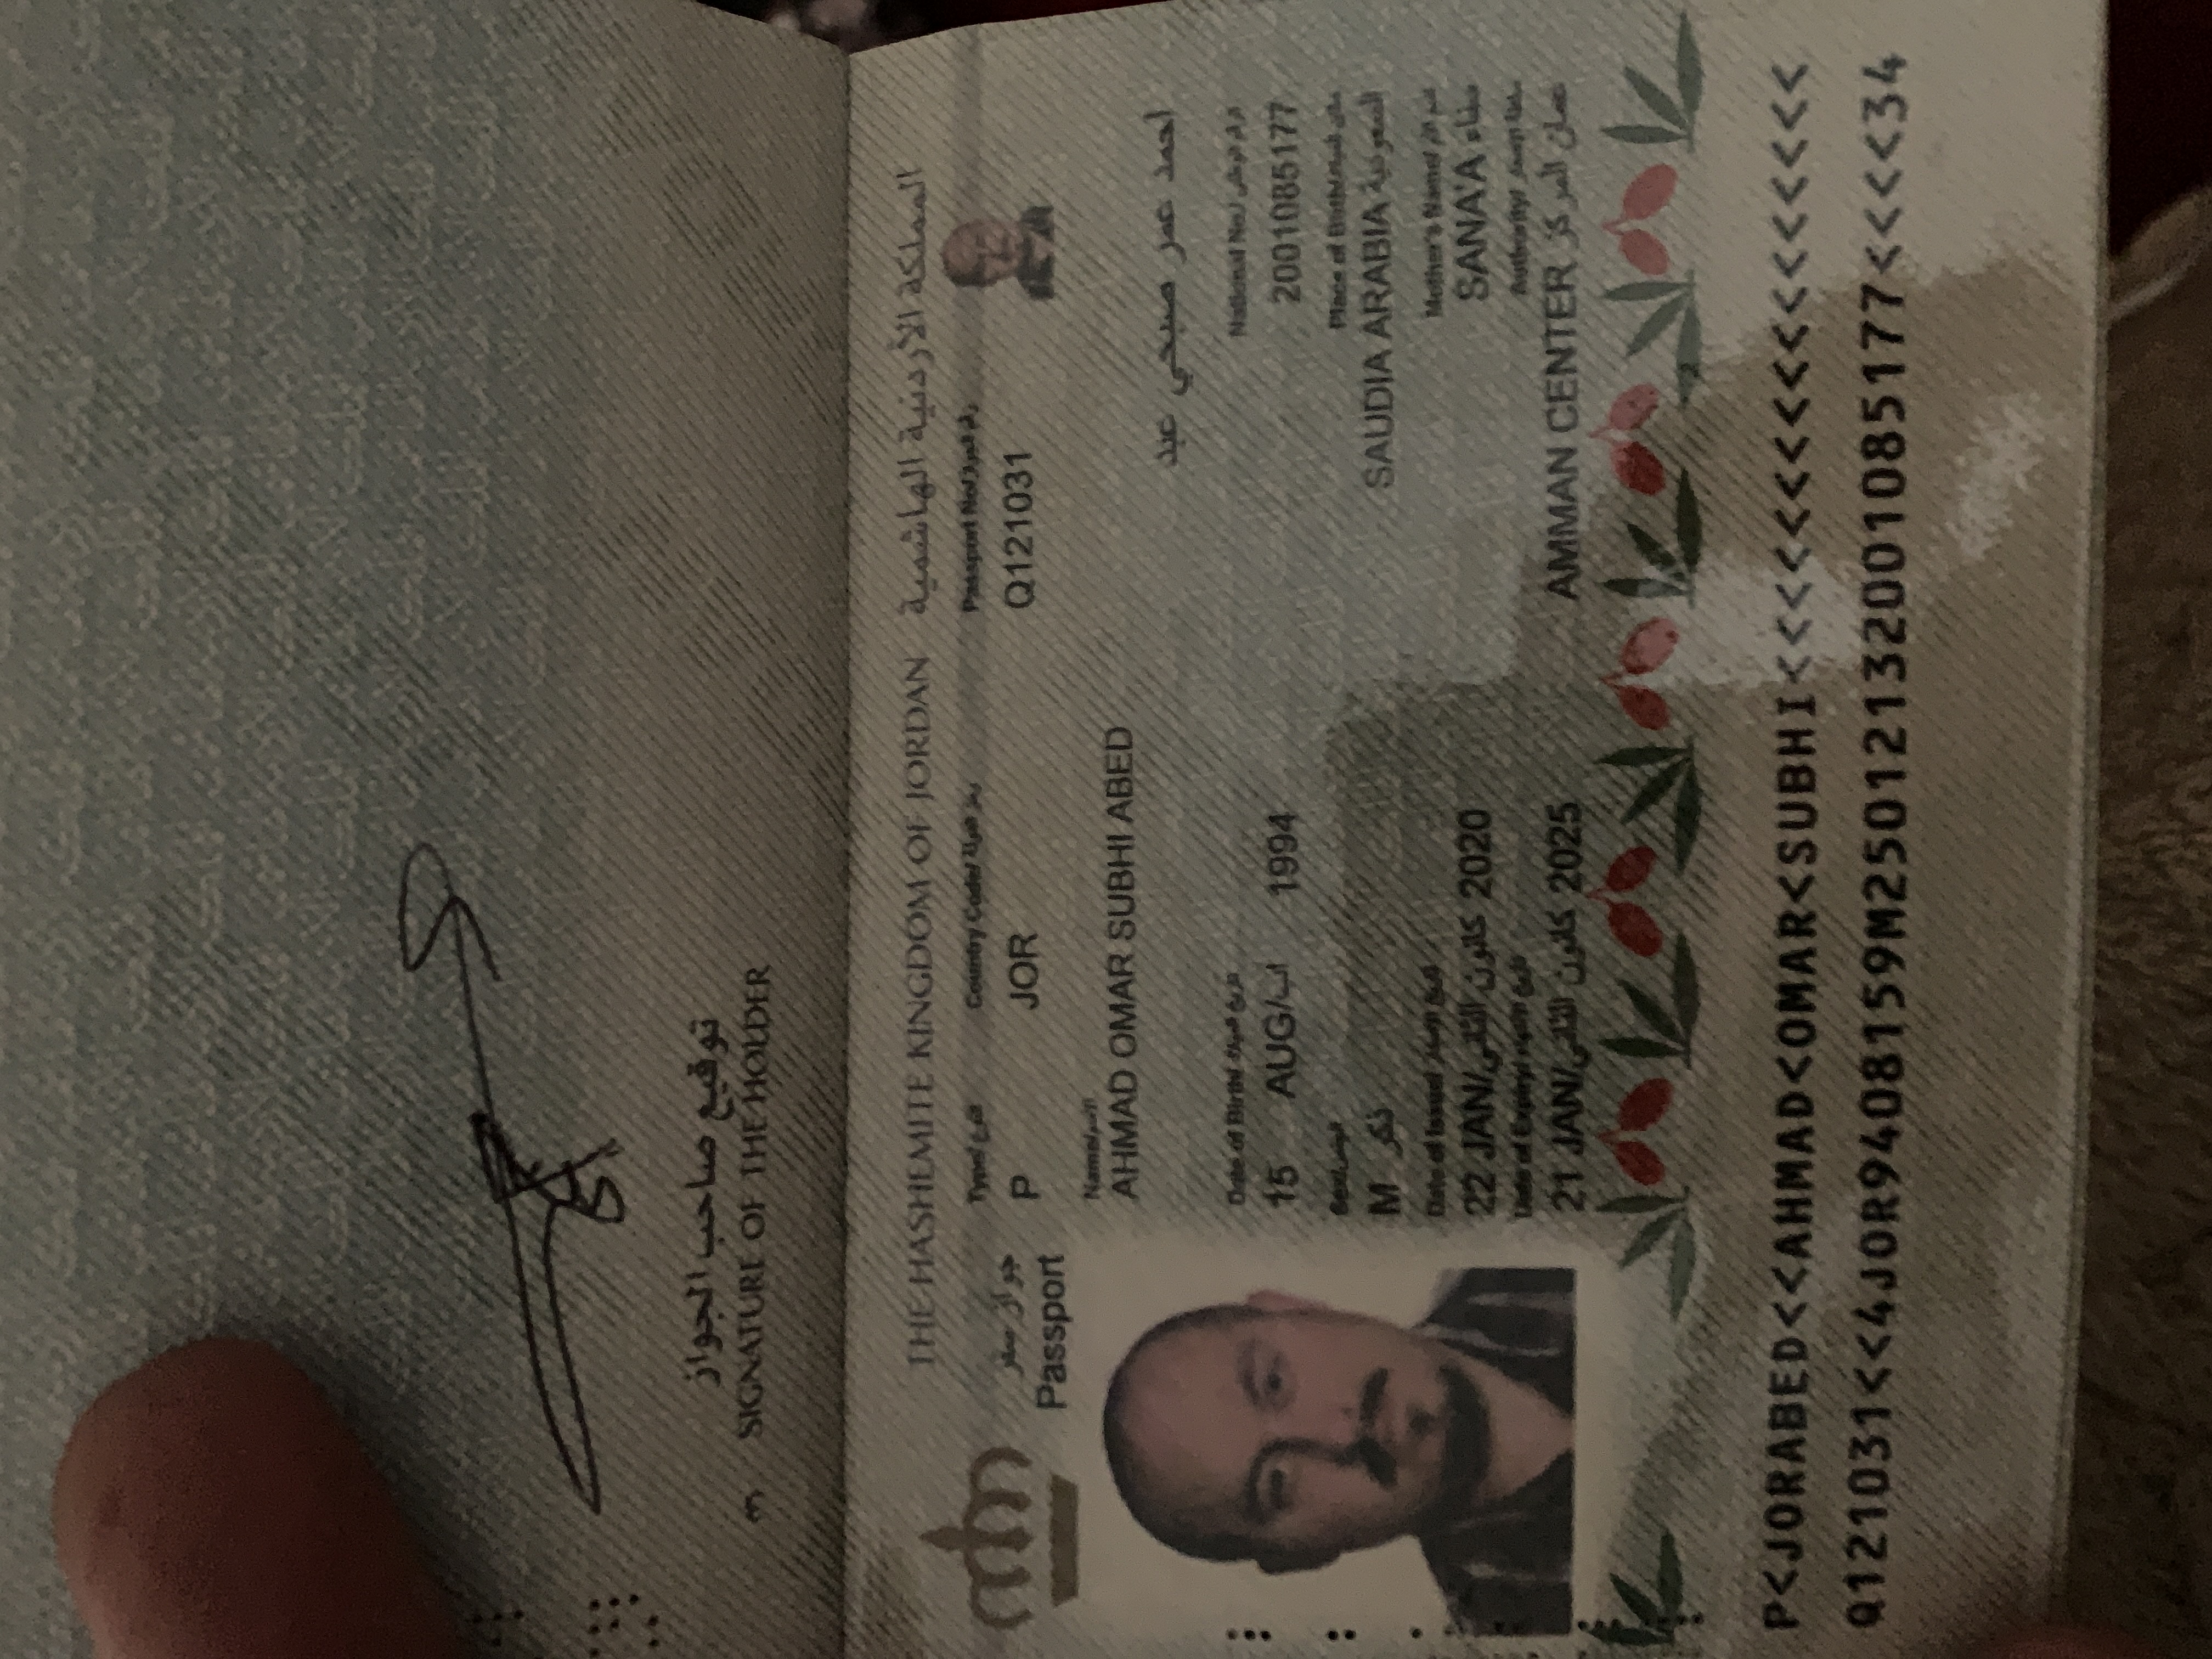 توقيع صاحب الجواز
3 SIGNATURE OF THE HOLDER
THE HASHEMITE KINGDOM OF JORDAN المملكة الأردنية الهاشمية
جواز سفر
Passport
Type/ النوع Country Code/ رمز الدولة Passport No/ رقم الجواز
P JOR Q121031
Name/الاسم
AHMAD OMAR SUBHI ABED
احمد عمر صبحي عبد
Date of Birth/ تاريخ الميلاد National No./ الرقم الوطني
15 AUG/اب 1994 2001085177
Sex/الجنس Place of Birth/مكان الميلاد
M ذكر SAUDIA ARABIA السعودية
Date of Issue/ تاريخ الإصدار Mother's Name/ اسم الأم
22 JAN/كانون الثاني 2020 SANA'A سناء
Date of Expiry/ تاريخ الانتهاء Authority/ سلطة الإصدار
21 JAN/كانون الثاني 2025 AMMAN CENTER عمان المركز
P<JORABED<<AHMAD<OMAR<SUBHI<<<<<<<<<<<<<<<<<
Q121031<<4JOR9408159M25012132001085177<<<<34